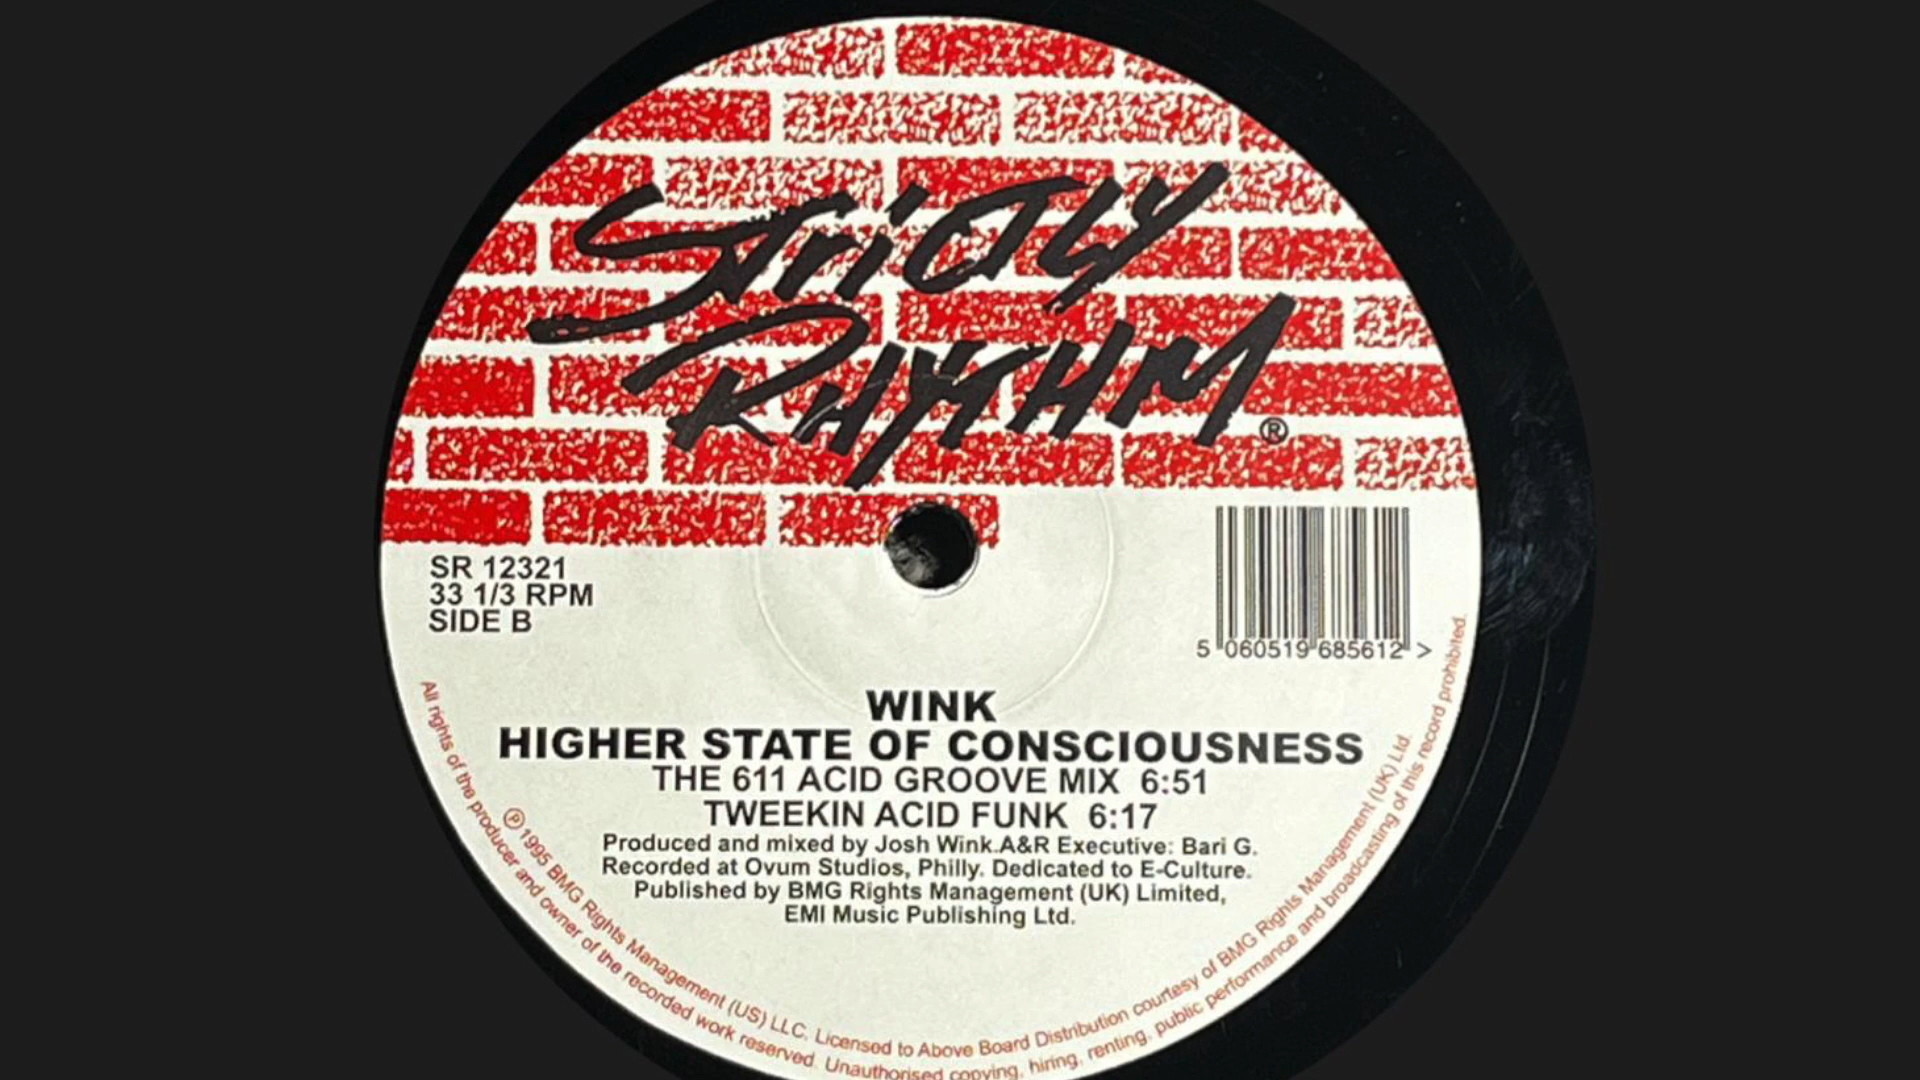 STRICTLY
RHYTHM
®
SR 12321
33 1/3 RPM
SIDE B
5 060519 685612 >
WINK
HIGHER STATE OF CONSCIOUSNESS
THE 611 ACID GROOVE MIX 6:51
TWEEKIN ACID FUNK 6:17
Produced and mixed by Josh Wink.A&R Executive: Bari G.
Recorded at Ovum Studios, Philly. Dedicated to E-Culture.
Published by BMG Rights Management (UK) Limited,
EMI Music Publishing Ltd.
℗ 1995 BMG Rights Management (US) LLC. Licensed to Above Board Distribution courtesy of BMG Rights Management (UK) Ltd.
All rights of the producer and owner of the recorded work reserved. Unauthorised copying, hiring, renting, public performance and broadcasting of this record prohibited.